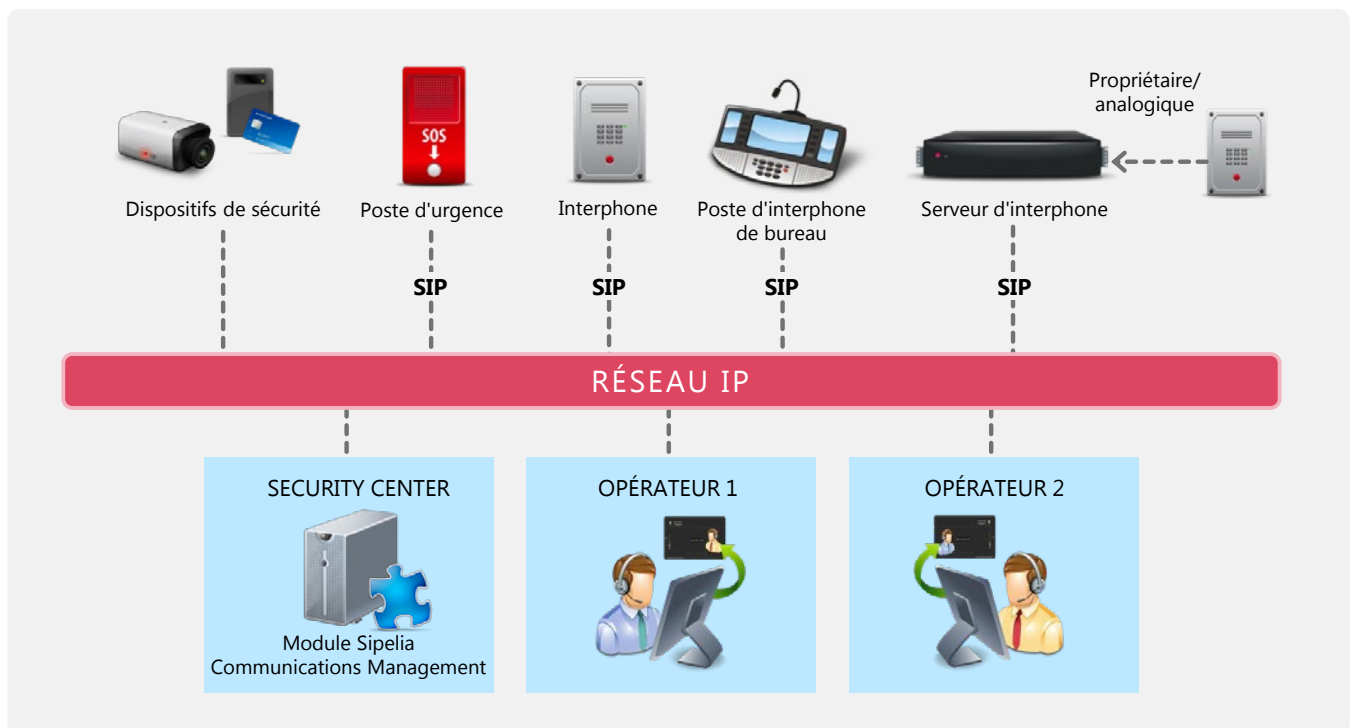 Propriétaire/
analogique
SOS
Dispositifs de sécurité
Poste d'urgence
Interphone
Poste d'interphone
de bureau
Serveur d'interphone
SIP
SIP
SIP
SIP
RÉSEAU IP
SECURITY CENTER
OPÉRATEUR 1
OPÉRATEUR 2
Module Sipelia
Communications Management